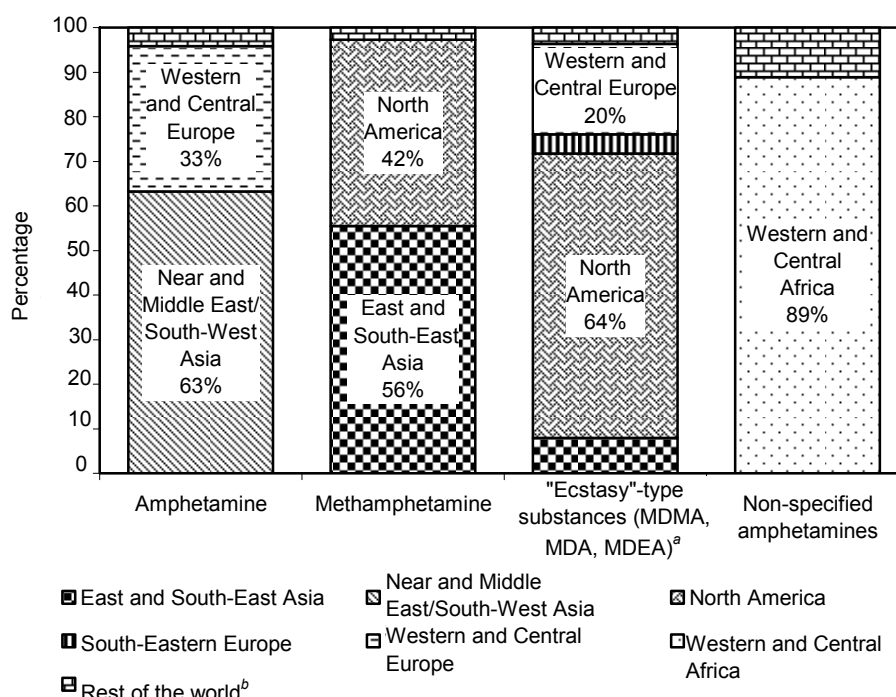 100
90
80
70
60
50
40
30
20
10
0
Percentage
Western
and Central
Europe
33%
Near and
Middle East/
South-West
Asia
63%
North
America
42%
East and
South-East
Asia
56%
Western and
Central Europe
20%
North
America
64%
Western and
Central
Africa
89%
Amphetamine
Methamphetamine
"Ecstasy"-type
substances (MDMA,
MDA, MDEA)a
Non-specified
amphetamines
East and South-East Asia
Near and Middle
East/South-West Asia
North America
South-Eastern Europe
Western and Central
Europe
Western and Central
Africa
Rest of the worldb